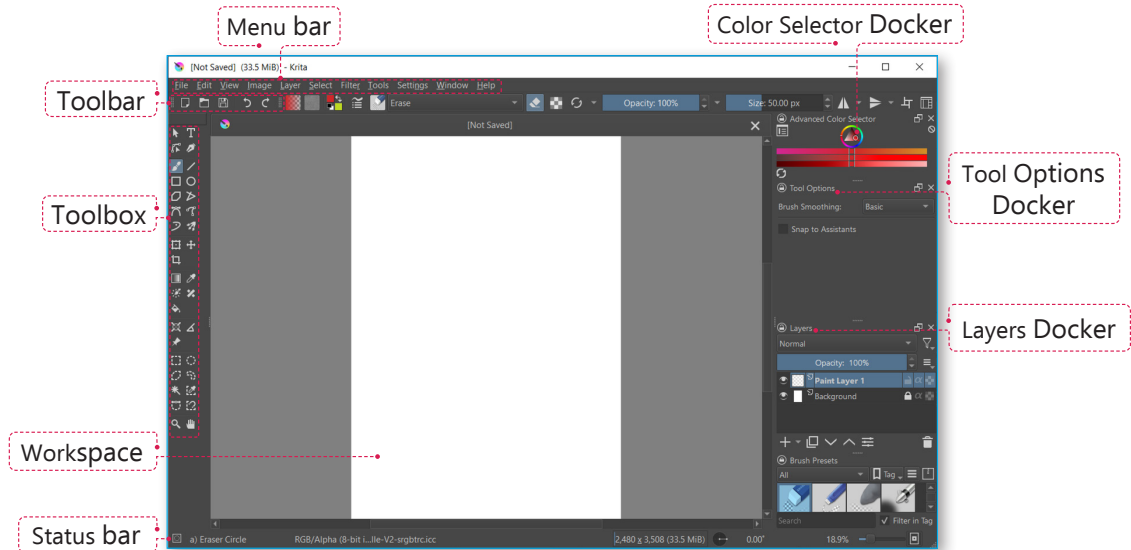 Menu bar
Color Selector Docker
[Not Saved] (33.5 MiB) - Krita
File Edit View Image Layer Select Filter Tools Settings Window Help
Toolbar
Erase
Opacity: 100%
Size: 50.00 px
[Not Saved]
Advanced Color Selector
Toolbox
Tool Options
Tool Options
Docker
Brush Smoothing: Basic
Snap to Assistants
Layers
Layers Docker
Normal
Opacity: 100%
Paint Layer 1
Background
Workspace
Brush Presets
All
Tag
Search
Filter in Tag
Status bar
a) Eraser Circle
RGB/Alpha (8-bit i...lle-V2-srgbtrc.icc
2,480 x 3,508 (33.5 MiB)
0.00°
18.9%